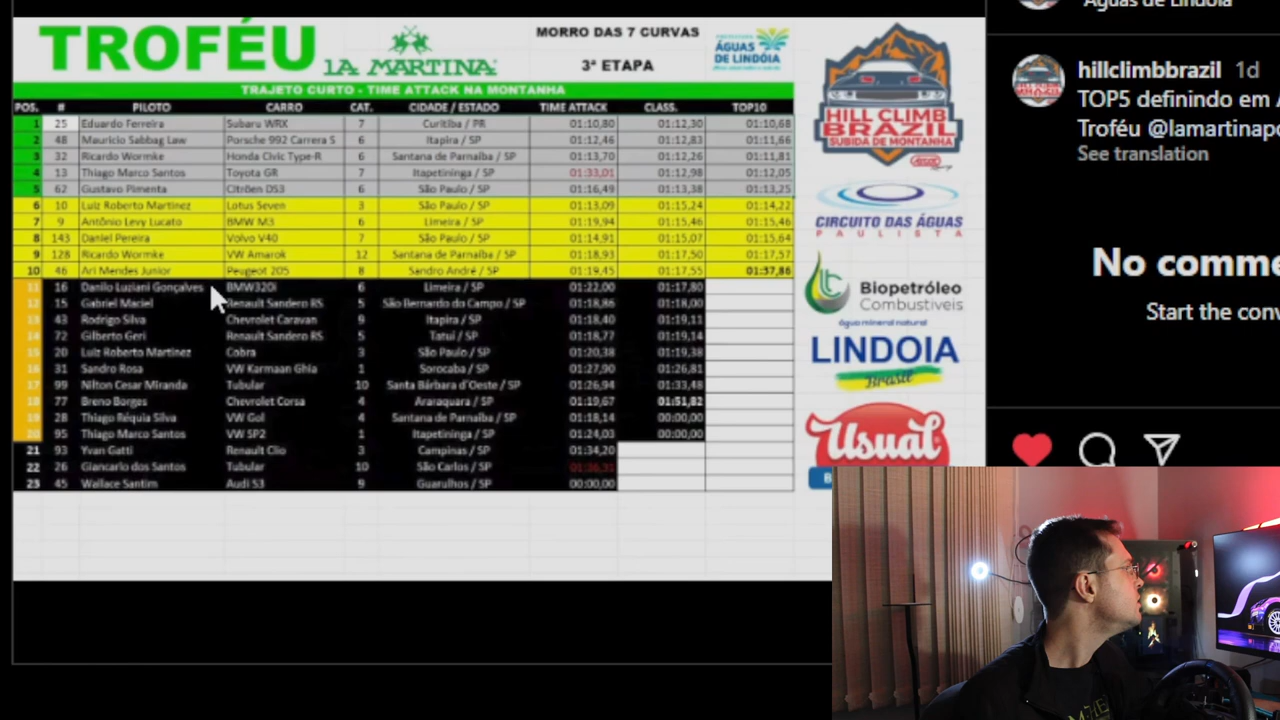 Águas de Lindóia
TROFÉU
LA MARTINA
MORRO DAS 7 CURVAS
3ª ETAPA
ÁGUAS
DE LINDÓIA
TRAJETO CURTO - TIME ATTACK NA MONTANHA
POS. # PILOTO CARRO CAT. CIDADE / ESTADO TIME ATTACK CLASS. TOP10
1 25 Eduardo Ferreira Subaru WRX 7 Curitiba / PR 01:10,80 01:12,30 01:10,68
2 48 Mauricio Sabbag Law Porsche 992 Carrera S 6 Itapira / SP 01:12,46 01:12,83 01:11,66
3 32 Ricardo Wormke Honda Civic Type-R 6 Santana de Parnaíba / SP 01:13,70 01:12,26 01:11,81
4 13 Thiago Marco Santos Toyota GR 7 Itapetininga / SP 01:33,01 01:12,98 01:12,05
5 62 Gustavo Pimenta Citröen DS3 6 São Paulo / SP 01:16,49 01:13,38 01:13,25
6 10 Luiz Roberto Martinez Lotus Seven 3 São Paulo / SP 01:13,09 01:15,24 01:14,22
7 9 Antônio Levy Lucato BMW M3 6 Limeira / SP 01:19,94 01:15,46 01:15,46
8 143 Daniel Pereira Volvo V40 7 São Paulo / SP 01:14,91 01:15,07 01:15,64
9 128 Ricardo Wormke VW Amarok 12 Santana de Parnaíba / SP 01:18,93 01:17,50 01:17,57
10 46 Ari Mendes Junior Peugeot 205 8 Sandro André / SP 01:19,45 01:17,55 01:37,86
11 16 Danilo Luziani Gonçalves BMW320i 6 Limeira / SP 01:22,00 01:17,80
12 15 Gabriel Maciel Renault Sandero RS 5 São Bernardo do Campo / SP 01:18,86 01:18,00
13 43 Rodrigo Silva Chevrolet Caravan 9 Itapira / SP 01:18,40 01:19,11
14 72 Gilberto Geri Renault Sandero RS 5 Tatuí / SP 01:18,77 01:19,14
15 20 Luiz Roberto Martinez Cobra 3 São Paulo / SP 01:20,38 01:19,38
16 31 Sandro Rosa VW Karmaan Ghia 1 Sorocaba / SP 01:27,90 01:26,81
17 99 Nilton Cesar Miranda Tubular 10 Santa Bárbara d'Oeste / SP 01:26,94 01:33,48
18 77 Breno Borges Chevrolet Corsa 4 Araraquara / SP 01:19,67 01:51,82
19 28 Thiago Réquia Silva VW Gol 4 Santana de Parnaíba / SP 01:18,14 00:00,00
20 95 Thiago Marco Santos VW SP2 1 Itapetininga / SP 01:24,03 00:00,00
21 93 Yvan Gatti Renault Clio 3 Campinas / SP 01:34,20
22 26 Giancarlo dos Santos Tubular 10 São Carlos / SP
23 45 Wallace Santim Audi S3 9 Guarulhos / SP 00:00,00
HILL CLIMB
BRAZIL
SUBIDA DE MONTANHA
CIRCUITO DAS ÁGUAS
PAULISTA
Biopetróleo
Combustíveis
água mineral natural
LINDOIA
Brasil
Usual
B
hillclimbbrazil 1d
TOP5 definindo em
Troféu @lamartinapo
See translation
No comme
Start the conv